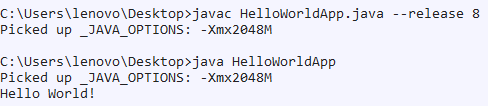 C:\Users\lenovo\Desktop>javac HelloWorldApp.java --release 8
Picked up _JAVA_OPTIONS: -Xmx2048M
C:\Users\lenovo\Desktop>java HelloWorldApp
Picked up _JAVA_OPTIONS: -Xmx2048M
Hello World!